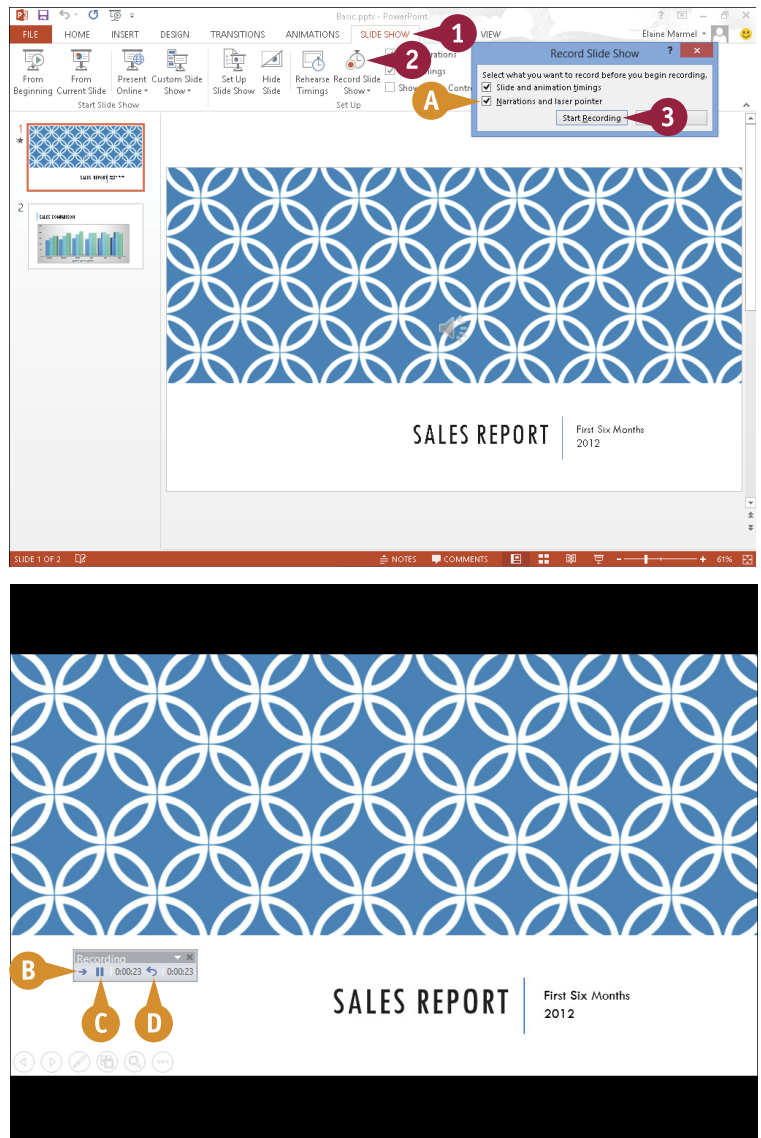 Basic.pptx - PowerPoint
FILE HOME INSERT DESIGN TRANSITIONS ANIMATIONS SLIDE SHOW 1 VIEW Elaine Marmel
From Beginning
From Current Slide
Present Online
Custom Slide Show
Set Up Slide Show
Hide Slide
Rehearse Timings
Record Slide Show
2
Start Slide Show
Set Up
Record Slide Show
Select what you want to record before you begin recording.
Slide and animation timings
A
Narrations and laser pointer
Start Recording
3
1
SALES REPORT
2
SALES COMPARISON
SALES REPORT
First Six Months
2012
SLIDE 1 OF 2 NOTES COMMENTS 61%
Recording
B 0:00:23 0:00:23
C D
SALES REPORT
First Six Months
2012